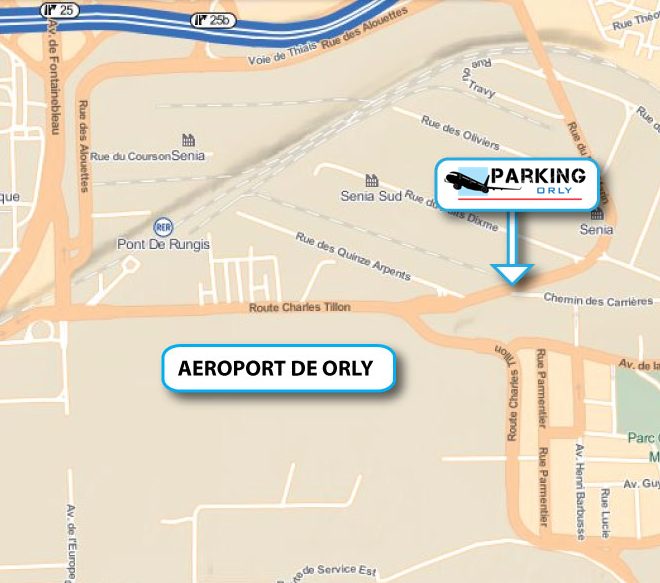 25
25b
Rue Théo
Av. de Fontainebleau
Voie de Thiais
Rue des Alouettes
Rue des Alouettes
Rue
Travy
Rue des Oliviers
Rue du
Rue d
Rue du Courson
Senia
PARKING
ORLY
Senia Sud
Rue du
Dixme
Senia
que
RER
Pont De Rungis
Rue des Quinze Arpents
Chemin des Carrières
Route Charles Tillon
AEROPORT DE ORLY
Route Charles Tillon
Rue Parmentier
Av. de la
Parc
M
Rue Parmentier
Av. Henri Barbusse
Rue Lucie
Av. Guy
Av. de l'Europe
de Service Est